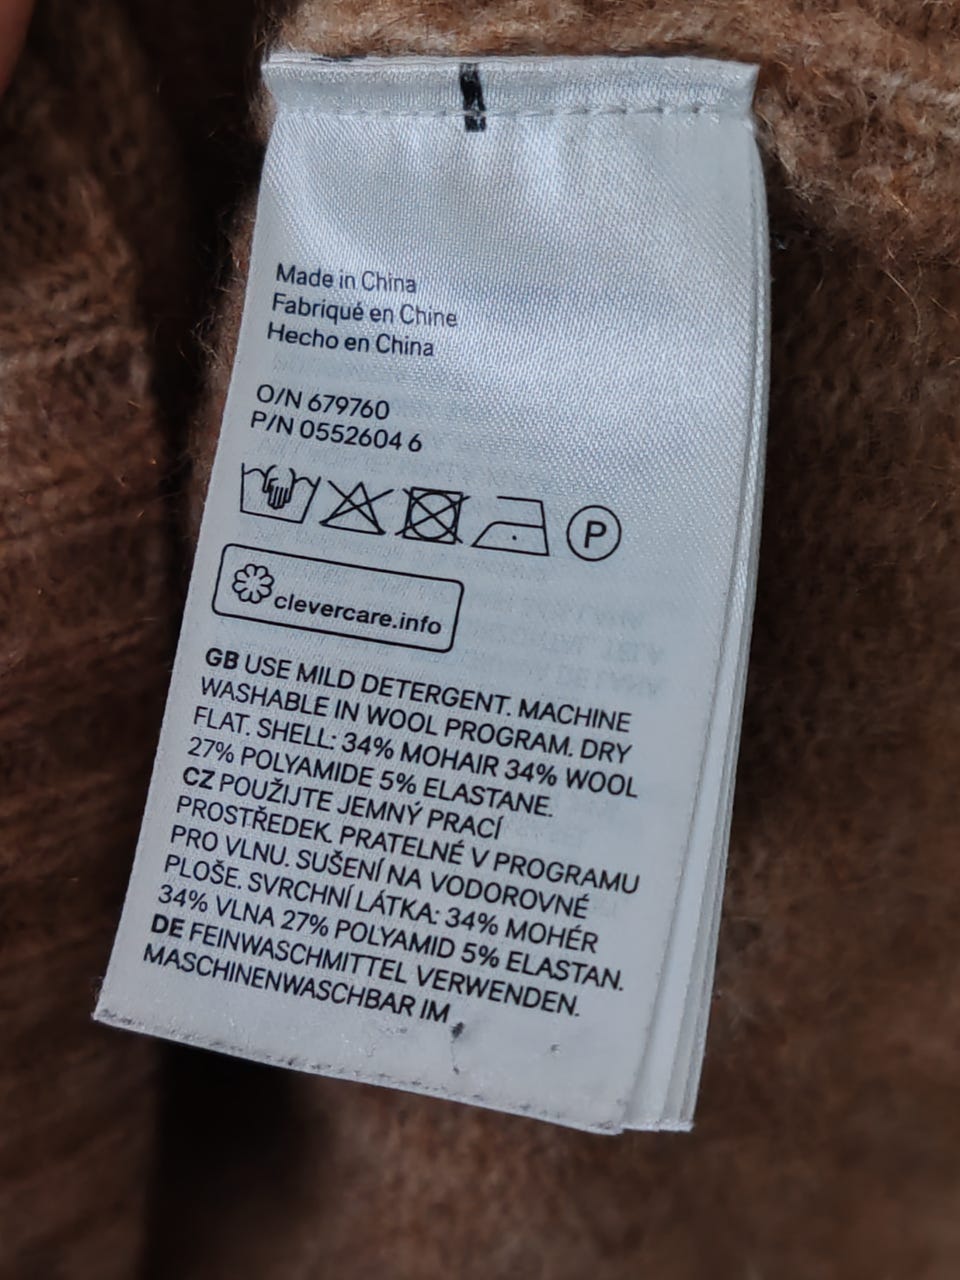 Made in China
Fabriqué en Chine
Hecho en China
O/N 679760
P/N 0552604 6
P
clevercare.info
GB USE MILD DETERGENT. MACHINE
WASHABLE IN WOOL PROGRAM. DRY
FLAT. SHELL: 34% MOHAIR 34% WOOL
27% POLYAMIDE 5% ELASTANE.
CZ POUŽIJTE JEMNÝ PRACÍ
PROSTŘEDEK. PRATELNÉ V PROGRAMU
PRO VLNU. SUŠENÍ NA VODOROVNÉ
PLOŠE. SVRCHNÍ LÁTKA: 34% MOHÉR
34% VLNA 27% POLYAMID 5% ELASTAN.
DE FEINWASCHMITTEL VERWENDEN.
MASCHINENWASCHBAR IM